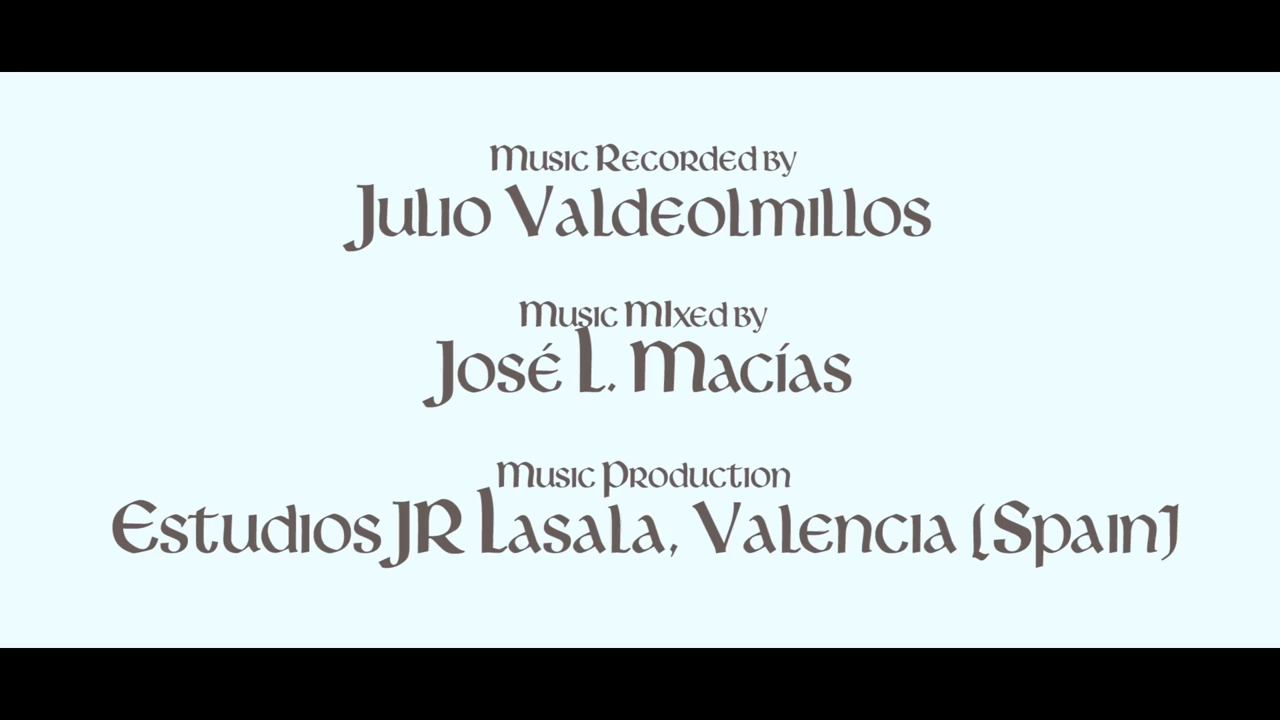 Music Recorded by
Julio Valdeolmillos
Music MIxed by
José L. Macías
Music Production
Estudios JR Lasala, Valencia (Spain)